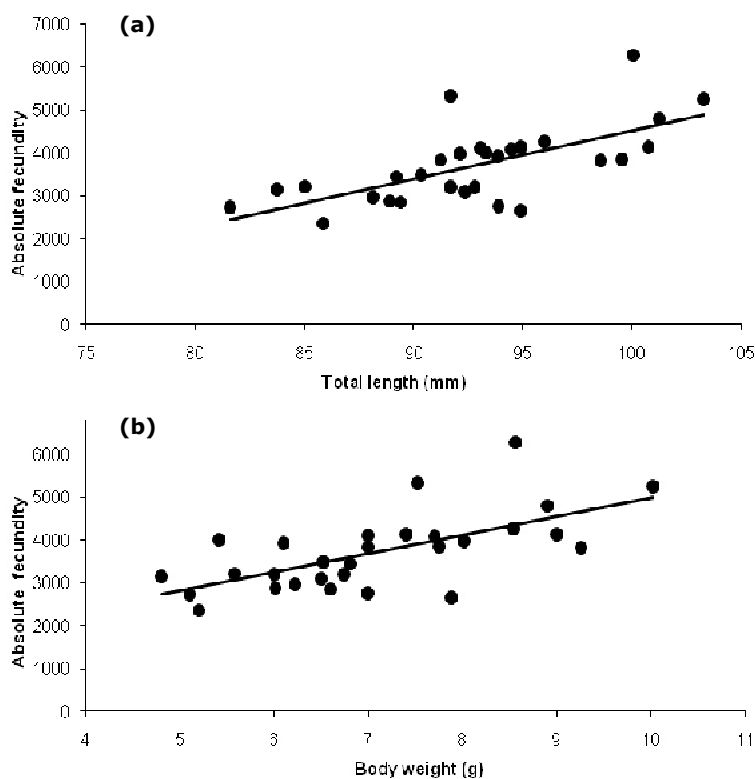 (a)
7000
6000
5000
4000
3000
2000
1000
0
Absolute fecundity
75 80 85 90 95 100 105
Total length (mm)
(b)
6000
5000
4000
3000
2000
1000
0
Absolute fecundity
4 5 6 7 8 9 10 11
Body weight (g)